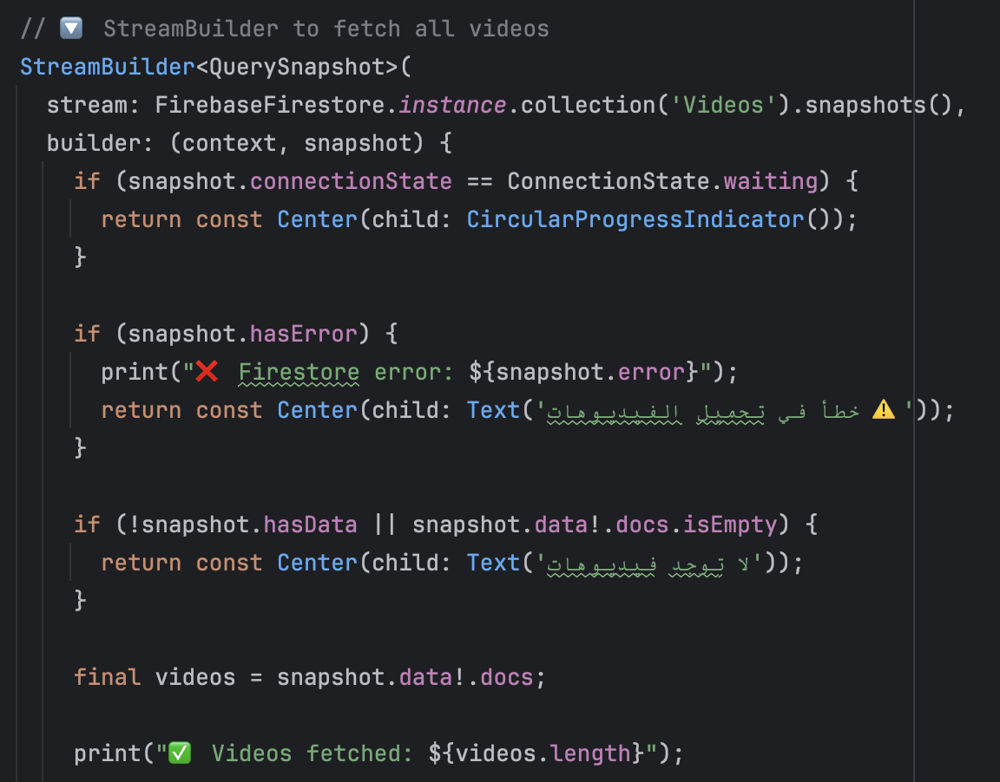 // 🔽 StreamBuilder to fetch all videos
StreamBuilder<QuerySnapshot>(
  stream: FirebaseFirestore.instance.collection('Videos').snapshots(),
  builder: (context, snapshot) {
    if (snapshot.connectionState == ConnectionState.waiting) {
      return const Center(child: CircularProgressIndicator());
    }

    if (snapshot.hasError) {
      print("❌ Firestore error: ${snapshot.error}");
      return const Center(child: Text('⚠️ خطأ في تحميل الفيديوهات'));
    }

    if (!snapshot.hasData || snapshot.data!.docs.isEmpty) {
      return const Center(child: Text('لا توجد فيديوهات'));
    }

    final videos = snapshot.data!.docs;

    print("✅ Videos fetched: ${videos.length}");